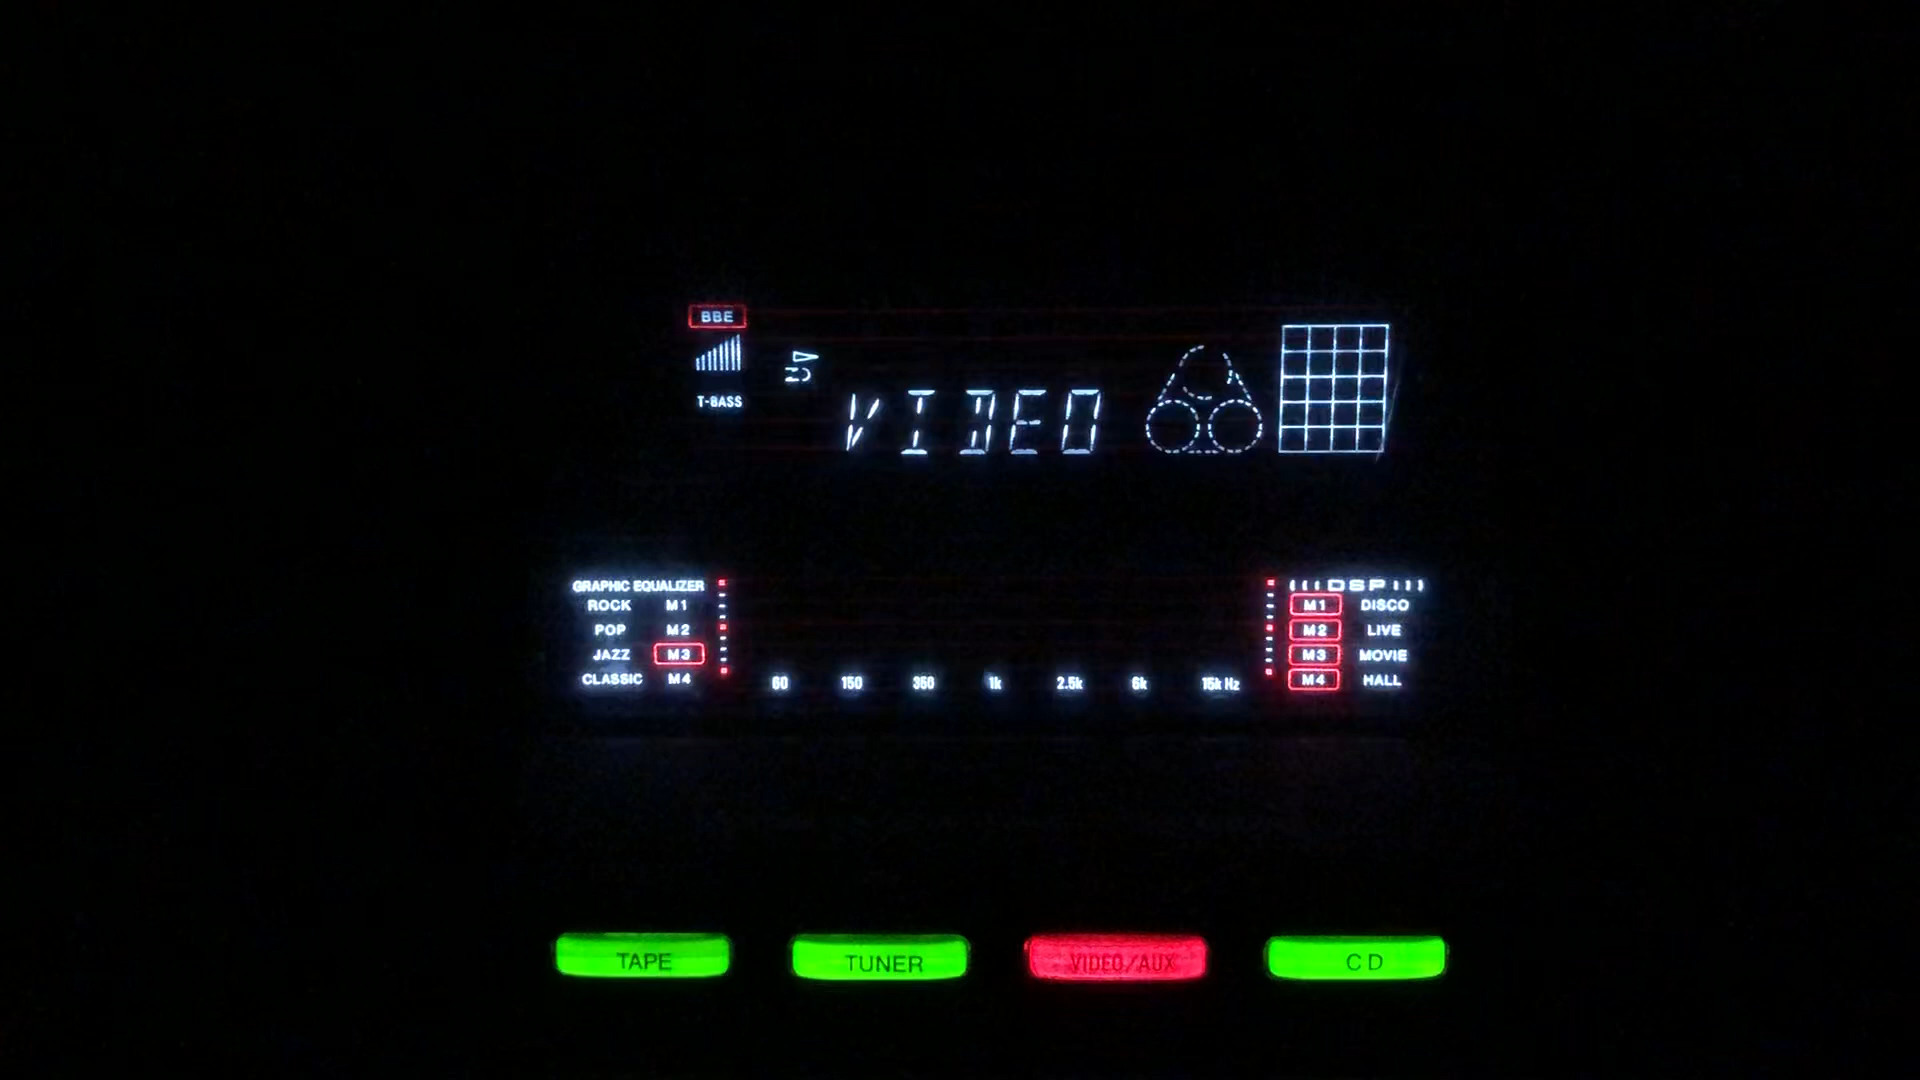 BBE
T-BASS
VIDEO
GRAPHIC EQUALIZER
ROCK M1
POP M2
JAZZ M3
CLASSIC M4
60 150 350 1k 2.5k 6k 15k Hz
DSP
M1 DISCO
M2 LIVE
M3 MOVIE
M4 HALL
TAPE TUNER VIDEO/AUX CD